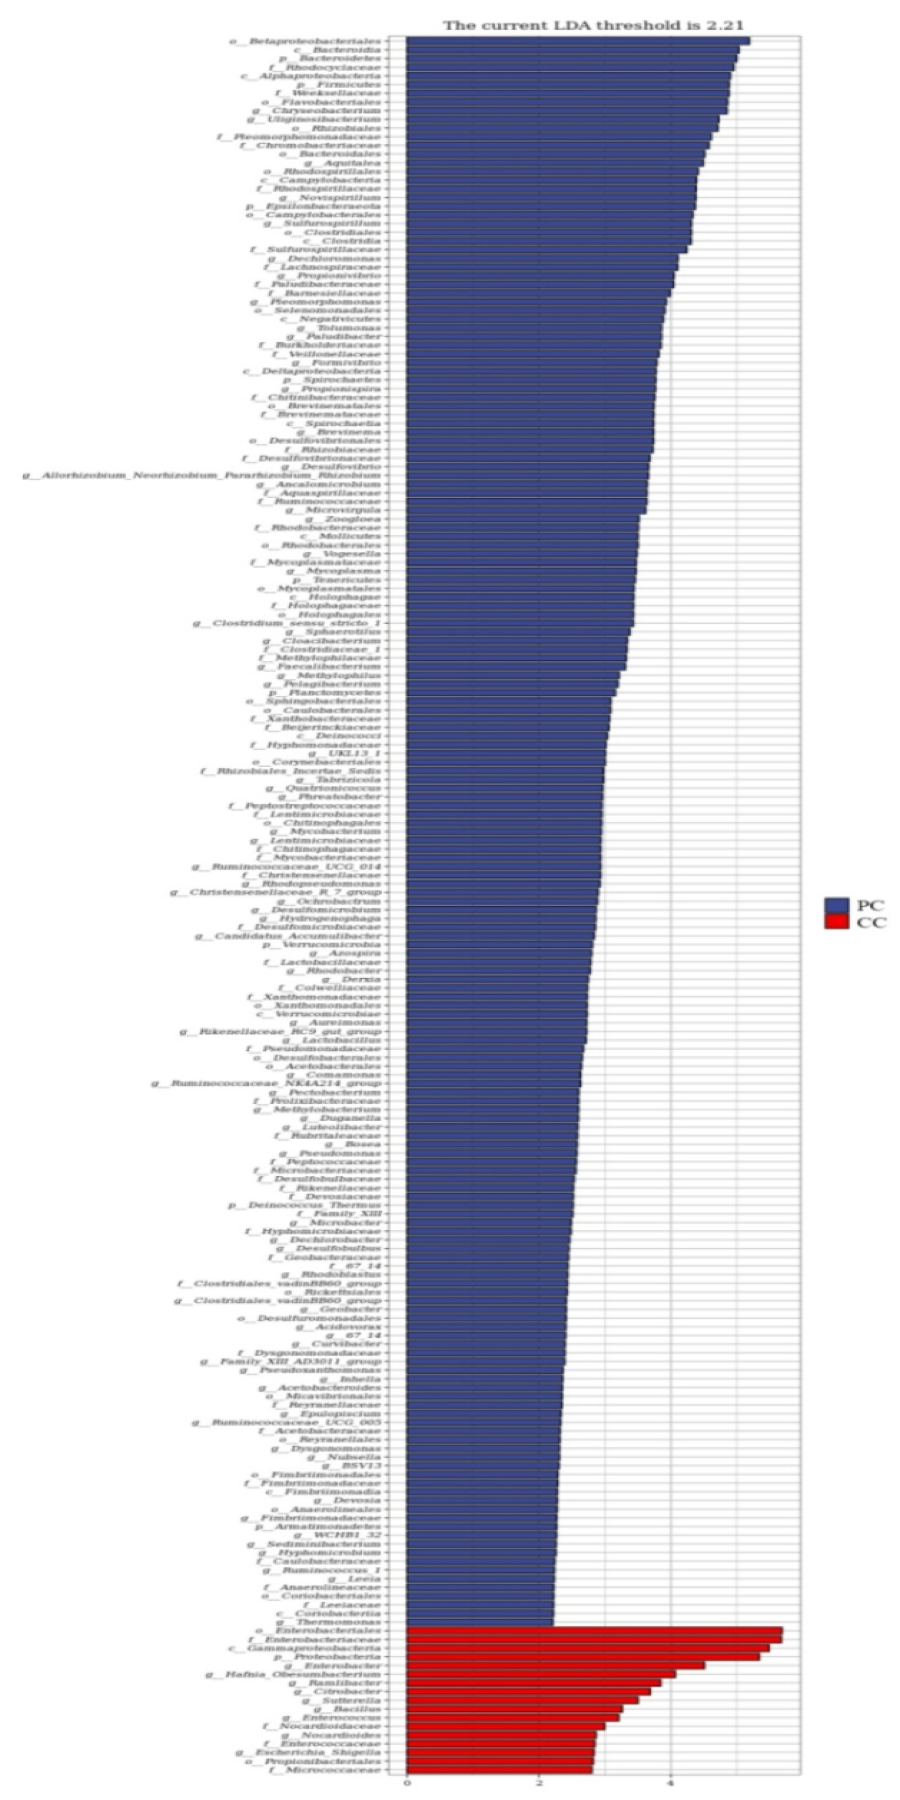 The current LDA threshold is 2.21
o__Betaproteobacteriales
c__Bacteroidia
p__Bacteroidetes
f__Rhodocyclaceae
c__Alphaproteobacteria
p__Firmicutes
f__Weeksellaceae
o__Flavobacteriales
g__Chryseobacterium
g__Uliginosibacterium
o__Rhizobiales
f__Pleomorphomonadaceae
f__Chromobacteriaceae
o__Bacteroidales
g__Aquitalea
o__Rhodospirillales
c__Campylobacteria
f__Rhodospirillaceae
g__Novispirillum
p__Epsilonbacteraeota
o__Campylobacterales
g__Sulfurospirillum
o__Clostridiales
c__Clostridia
f__Sulfurospirillaceae
g__Dechloromonas
f__Lachnospiraceae
g__Propionivibrio
f__Paludibacteraceae
f__Barnesiellaceae
g__Pleomorphomonas
o__Selenomonadales
c__Negativicutes
g__Tolumonas
g__Paludibacter
f__Burkholderiaceae
f__Veillonellaceae
g__Formivibrio
c__Deltaproteobacteria
p__Spirochaetes
g__Propionispira
f__Chitinibacteraceae
o__Brevinematales
f__Brevinemataceae
c__Spirochaetia
g__Brevinema
o__Desulfovibrionales
f__Rhizobiaceae
f__Desulfovibrionaceae
g__Desulfovibrio
g__Allorhizobium_Neorhizobium_Pararhizobium_Rhizobium
g__Ancalomicrobium
f__Aquaspirillaceae
f__Ruminococcaceae
g__Microvirgula
g__Zoogloea
f__Rhodobacteraceae
c__Mollicutes
o__Rhodobacterales
g__Vogesella
f__Mycoplasmataceae
g__Mycoplasma
p__Tenericutes
o__Mycoplasmatales
c__Holophagae
f__Holophagaceae
o__Holophagales
g__Clostridium_sensu_stricto_1
g__Sphaerotilus
g__Cloacibacterium
f__Clostridiaceae_1
f__Methylophilaceae
g__Faecalibacterium
g__Methylophilus
g__Pelagibacterium
p__Planctomycetes
o__Sphingobacteriales
o__Caulobacterales
f__Xanthobacteraceae
f__Beijerinckiaceae
c__Deinococci
f__Hyphomonadaceae
g__UKL13_1
o__Corynebacteriales
f__Rhizobiales_Incertae_Sedis
g__Tabrizicola
g__Quatrionicoccus
g__Phreatobacter
f__Peptostreptococcaceae
f__Lentimicrobiaceae
o__Chitinophagales
g__Mycobacterium
g__Lentimicrobiaceae
f__Chitinophagaceae
f__Mycobacteriaceae
g__Ruminococcaceae_UCG_014
f__Christensenellaceae
g__Rhodopseudomonas
g__Christensenellaceae_R_7_group
g__Ochrobactrum
g__Desulfomicrobium
g__Hydrogenophaga
f__Desulfomicrobiaceae
g__Candidatus_Accumulibacter
p__Verrucomicrobia
g__Azospira
f__Lactobacillaceae
g__Rhodobacter
g__Derxia
f__Colwelliaceae
f__Xanthomonadaceae
o__Xanthomonadales
c__Verrucomicrobiae
g__Aureimonas
g__Rikenellaceae_RC9_gut_group
g__Lactobacillus
f__Pseudomonadaceae
o__Desulfobacterales
o__Acetobacterales
g__Comamonas
g__Ruminococcaceae_NK4A214_group
g__Pectobacterium
f__Prolixibacteraceae
g__Methylobacterium
g__Duganella
g__Luteolibacter
f__Rubritaleaceae
g__Bosea
g__Pseudomonas
f__Peptococcaceae
f__Microbacteriaceae
f__Desulfobulbaceae
f__Rikenellaceae
f__Devosiaceae
p__Deinococcus_Thermus
f__Family_XIII
g__Microbacter
f__Hyphomicrobiaceae
g__Dechlorobacter
g__Desulfobulbus
f__Geobacteraceae
f__67_14
g__Rhodoblastus
f__Clostridiales_vadinBB60_group
o__Rickettsiales
g__Clostridiales_vadinBB60_group
g__Geobacter
o__Desulfuromonadales
g__Acidovorax
g__67_14
g__Curvibacter
f__Dysgonomonadaceae
g__Family_XIII_AD3011_group
g__Pseudoxanthomonas
g__Inhella
g__Acetobacteroides
o__Micavibrionales
f__Reyranellaceae
g__Epulopiscium
g__Ruminococcaceae_UCG_005
f__Acetobacteraceae
o__Reyranellales
g__Dysgonomonas
g__Nubsella
g__BSV13
o__Fimbriimonadales
f__Fimbriimonadaceae
c__Fimbriimonadia
g__Devosia
o__Anaerolineales
g__Fimbriimonadaceae
p__Armatimonadetes
g__WCHB1_32
g__Sediminibacterium
g__Hyphomicrobium
f__Caulobacteraceae
g__Ruminococcus_1
g__Leeia
f__Anaerolineaceae
o__Coriobacteriales
f__Leeiaceae
c__Coriobacteriia
g__Thermomonas
o__Enterobacteriales
f__Enterobacteriaceae
c__Gammaproteobacteria
p__Proteobacteria
g__Enterobacter
g__Hafnia_Obesumbacterium
g__Ramlibacter
g__Citrobacter
g__Sutterella
g__Bacillus
g__Enterococcus
f__Nocardioidaceae
g__Nocardioides
f__Enterococcaceae
g__Escherichia_Shigella
o__Propionibacteriales
f__Micrococcaceae
0 2 4
PC
CC